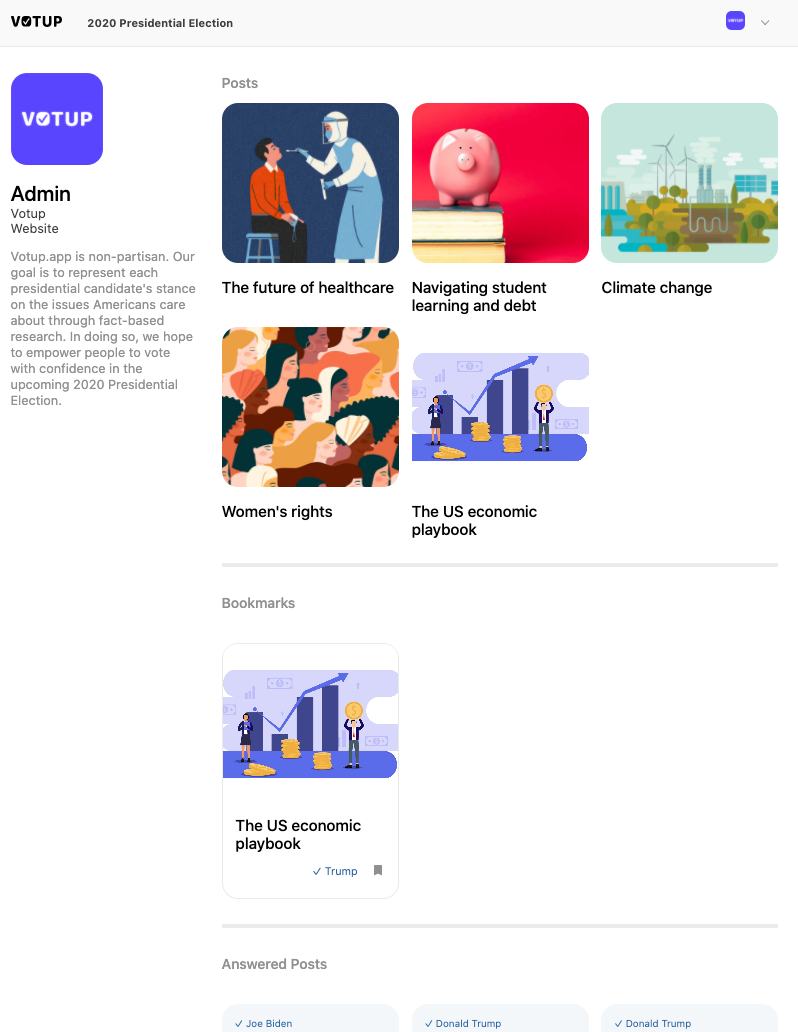 VOTUP
2020 Presidential Election
VOTUP
VOTUP
Admin
Votup
Website
Votup.app is non-partisan. Our
goal is to represent each
presidential candidate's stance
on the issues Americans care
about through fact-based
research. In doing so, we hope
to empower people to vote
with confidence in the
upcoming 2020 Presidential
Election.
Posts
The future of healthcare
Navigating student
learning and debt
Climate change
Women's rights
The US economic
playbook
Bookmarks
The US economic
playbook
✓ Trump
Answered Posts
✓ Joe Biden
✓ Donald Trump
✓ Donald Trump